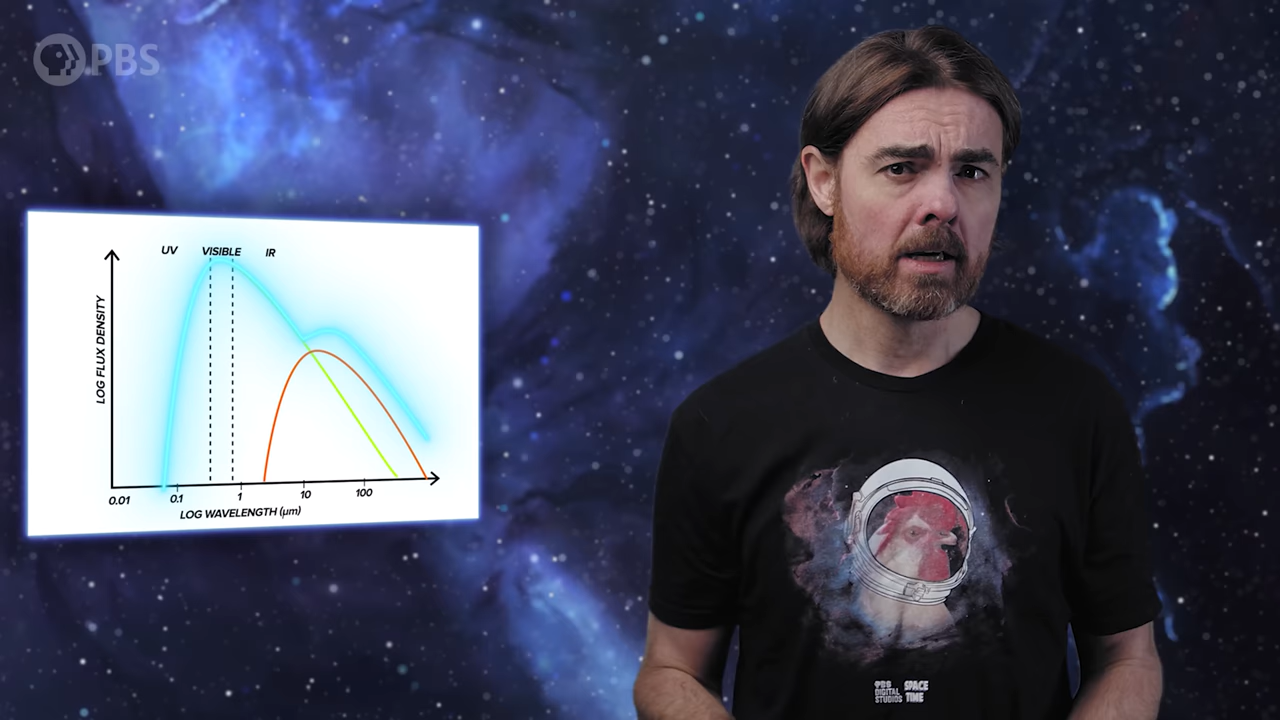 PBS
UV VISIBLE IR
LOG FLUX DENSITY
0.01 0.1 1 10 100
LOG WAVELENGTH (μm)
PBS DIGITAL STUDIOS
SPACE TIME